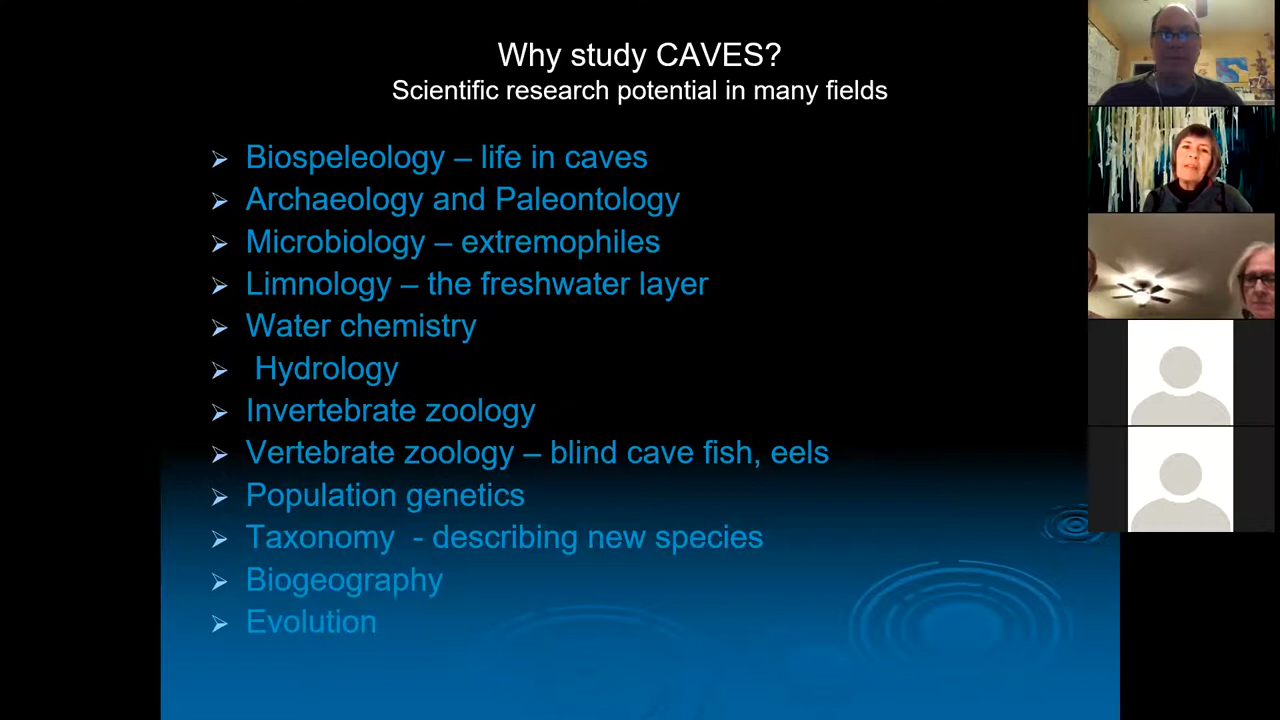 Why study CAVES?
Scientific research potential in many fields
Biospeleology – life in caves
Archaeology and Paleontology
Microbiology – extremophiles
Limnology – the freshwater layer
Water chemistry
Hydrology
Invertebrate zoology
Vertebrate zoology – blind cave fish, eels
Population genetics
Taxonomy - describing new species
Biogeography
Evolution